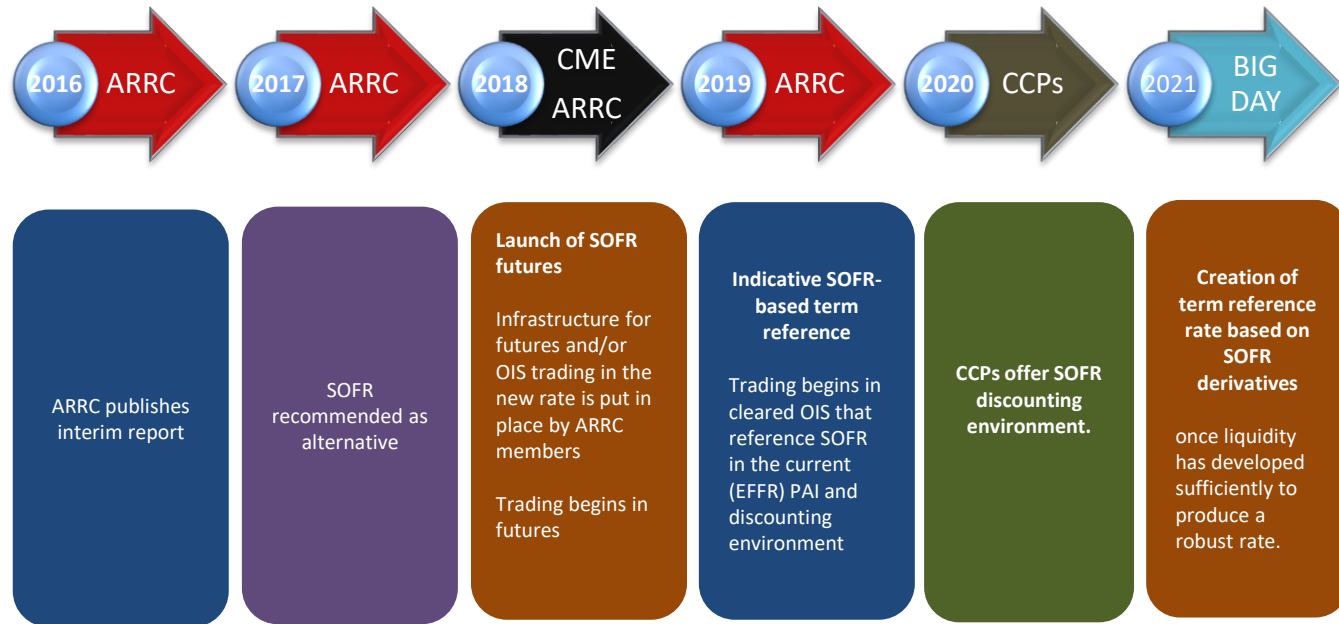 2016 ARRC
2017 ARRC
2018 CME
ARRC
2019 ARRC
2020 CCPs
2021 BIG
DAY
ARRC publishes
interim report
SOFR
recommended as
alternative
Launch of SOFR
futures
Infrastructure for
futures and/or
OIS trading in the
new rate is put in
place by ARRC
members
Trading begins in
futures
Indicative SOFR-
based term
reference
Trading begins in
cleared OIS that
reference SOFR
in the current
(EFFR) PAI and
discounting
environment
CCPs offer SOFR
discounting
environment.
Creation of
term reference
rate based on
SOFR
derivatives
once liquidity
has developed
sufficiently to
produce a
robust rate.